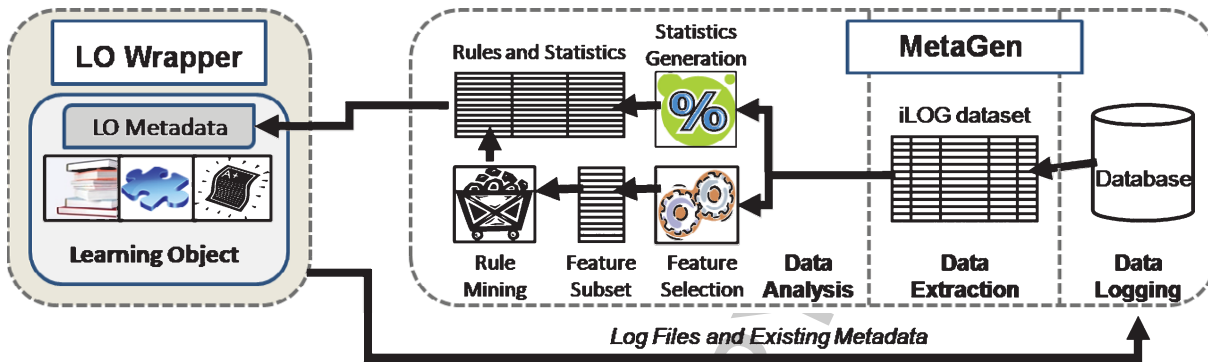 LO Wrapper
LO Metadata
Learning Object
MetaGen
Rules and Statistics
Statistics
Generation
%
iLOG dataset
Database
Rule
Mining
Feature
Subset
Feature
Selection
Data
Analysis
Data
Extraction
Data
Logging
Log Files and Existing Metadata